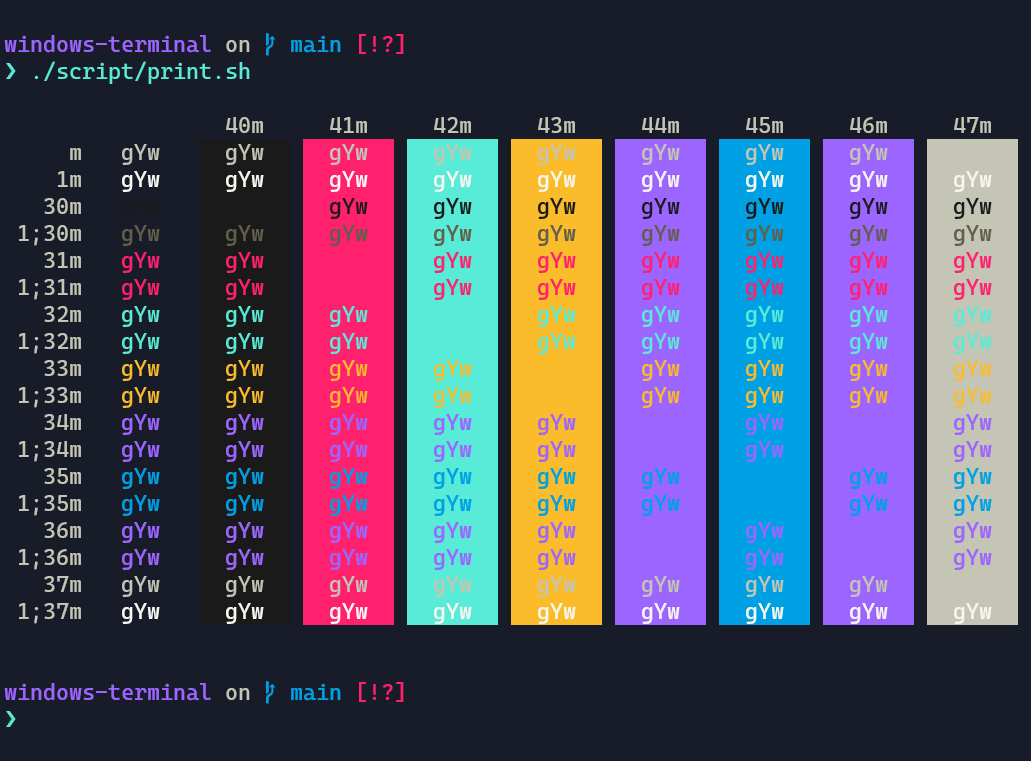 windows-terminal on main [!?]
❯ ./script/print.sh
40m 41m 42m 43m 44m 45m 46m 47m
m gYw gYw gYw gYw gYw gYw gYw gYw
1m gYw gYw gYw gYw gYw gYw gYw gYw gYw
30m gYw gYw gYw gYw gYw gYw gYw gYw
1;30m gYw gYw gYw gYw gYw gYw gYw gYw gYw
31m gYw gYw gYw gYw gYw gYw gYw gYw
1;31m gYw gYw gYw gYw gYw gYw gYw gYw
32m gYw gYw gYw gYw gYw gYw gYw gYw
1;32m gYw gYw gYw gYw gYw gYw gYw gYw
33m gYw gYw gYw gYw gYw gYw gYw gYw
1;33m gYw gYw gYw gYw gYw gYw gYw gYw
34m gYw gYw gYw gYw gYw gYw gYw
1;34m gYw gYw gYw gYw gYw gYw gYw
35m gYw gYw gYw gYw gYw gYw gYw gYw
1;35m gYw gYw gYw gYw gYw gYw gYw gYw
36m gYw gYw gYw gYw gYw gYw gYw
1;36m gYw gYw gYw gYw gYw gYw gYw
37m gYw gYw gYw gYw gYw gYw gYw gYw
1;37m gYw gYw gYw gYw gYw gYw gYw gYw gYw
windows-terminal on main [!?]
❯